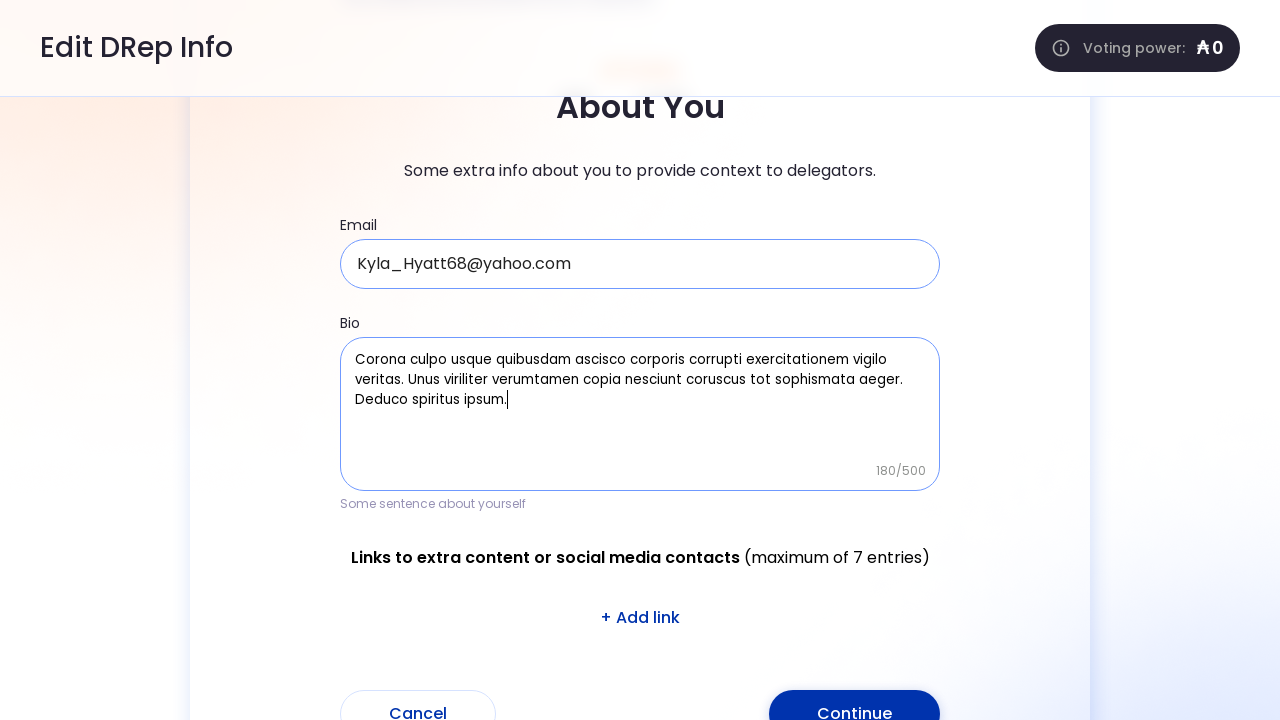 Edit DRep Info
Voting power: ₳0
About You
Some extra info about you to provide context to delegators.
Email
Kyla_Hyatt68@yahoo.com
Bio
Corona culpo usque quibusdam ascisco corporis corrupti exercitationem vigilo
veritas. Unus viriliter verumtamen copia nesciunt coruscus tot sophismata aeger.
Deduco spiritus ipsum.
180/500
Some sentence about yourself
Links to extra content or social media contacts (maximum of 7 entries)
+ Add link
Cancel
Continue